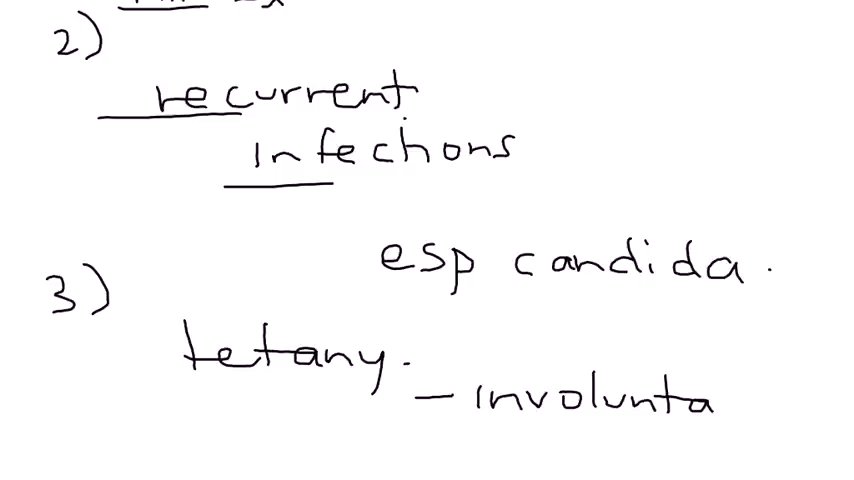 2)
recurrent
infections
esp candida.
3)
tetany.
- involunta